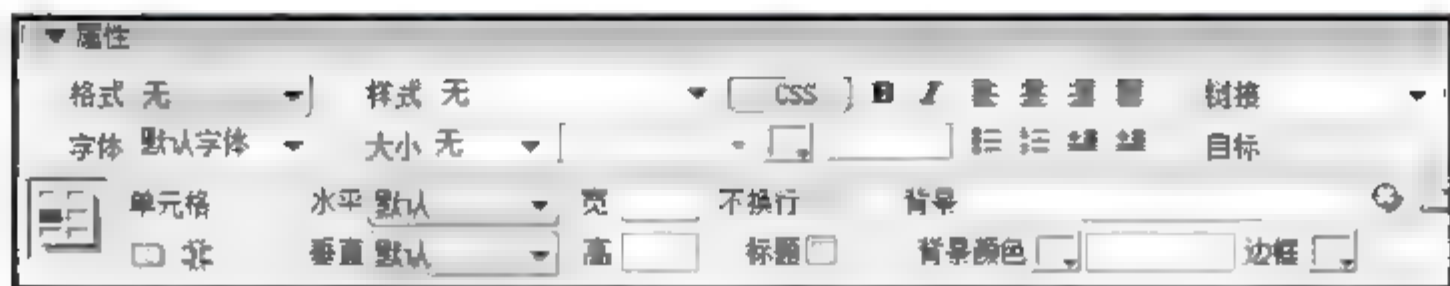 属性
格式 无 样式 无 CSS B I 链接
字体 默认字体 大小 无 目标
单元格 水平 默认 宽 不换行 背景
垂直 默认 高 标题 背景颜色 边框